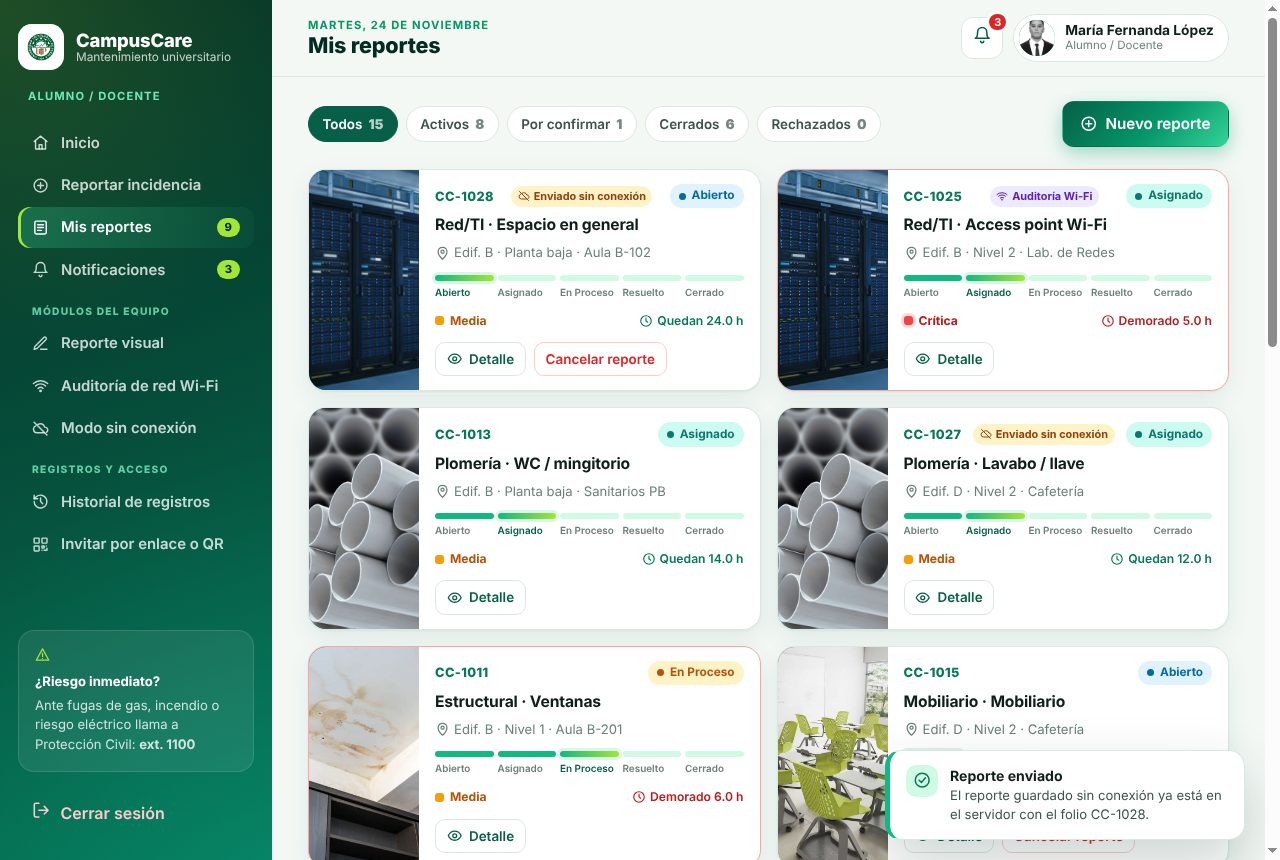 CampusCare
Mantenimiento universitario
ALUMNO / DOCENTE
Inicio
Reportar incidencia
Mis reportes 9
Notificaciones 3
MÓDULOS DEL EQUIPO
Reporte visual
Auditoría de red Wi-Fi
Modo sin conexión
REGISTROS Y ACCESO
Historial de registros
Invitar por enlace o QR
¿Riesgo inmediato?
Ante fugas de gas, incendio o
riesgo eléctrico llama a
Protección Civil: ext. 1100
Cerrar sesión
MARTES, 24 DE NOVIEMBRE
Mis reportes
3
María Fernanda López
Alumno / Docente
Todos 15
Activos 8
Por confirmar 1
Cerrados 6
Rechazados 0
Nuevo reporte
CC-1028 Enviado sin conexión Abierto
Red/TI · Espacio en general
Edif. B · Planta baja · Aula B-102
Abierto Asignado En Proceso Resuelto Cerrado
Media Quedan 24.0 h
Detalle Cancelar reporte
CC-1025 Auditoría Wi-Fi Asignado
Red/TI · Access point Wi-Fi
Edif. B · Nivel 2 · Lab. de Redes
Abierto Asignado En Proceso Resuelto Cerrado
Crítica Demorado 5.0 h
Detalle
CC-1013 Asignado
Plomería · WC / mingitorio
Edif. B · Planta baja · Sanitarios PB
Abierto Asignado En Proceso Resuelto Cerrado
Media Quedan 14.0 h
Detalle
CC-1027 Enviado sin conexión Asignado
Plomería · Lavabo / llave
Edif. D · Nivel 2 · Cafetería
Abierto Asignado En Proceso Resuelto Cerrado
Media Quedan 12.0 h
Detalle
CC-1011 En Proceso
Estructural · Ventanas
Edif. B · Nivel 1 · Aula B-201
Abierto Asignado En Proceso Resuelto Cerrado
Media Demorado 6.0 h
Detalle
CC-1015 Abierto
Mobiliario · Mobiliario
Edif. D · Nivel 2 · Cafetería
Reporte enviado
El reporte guardado sin conexión ya está en
el servidor con el folio CC-1028.